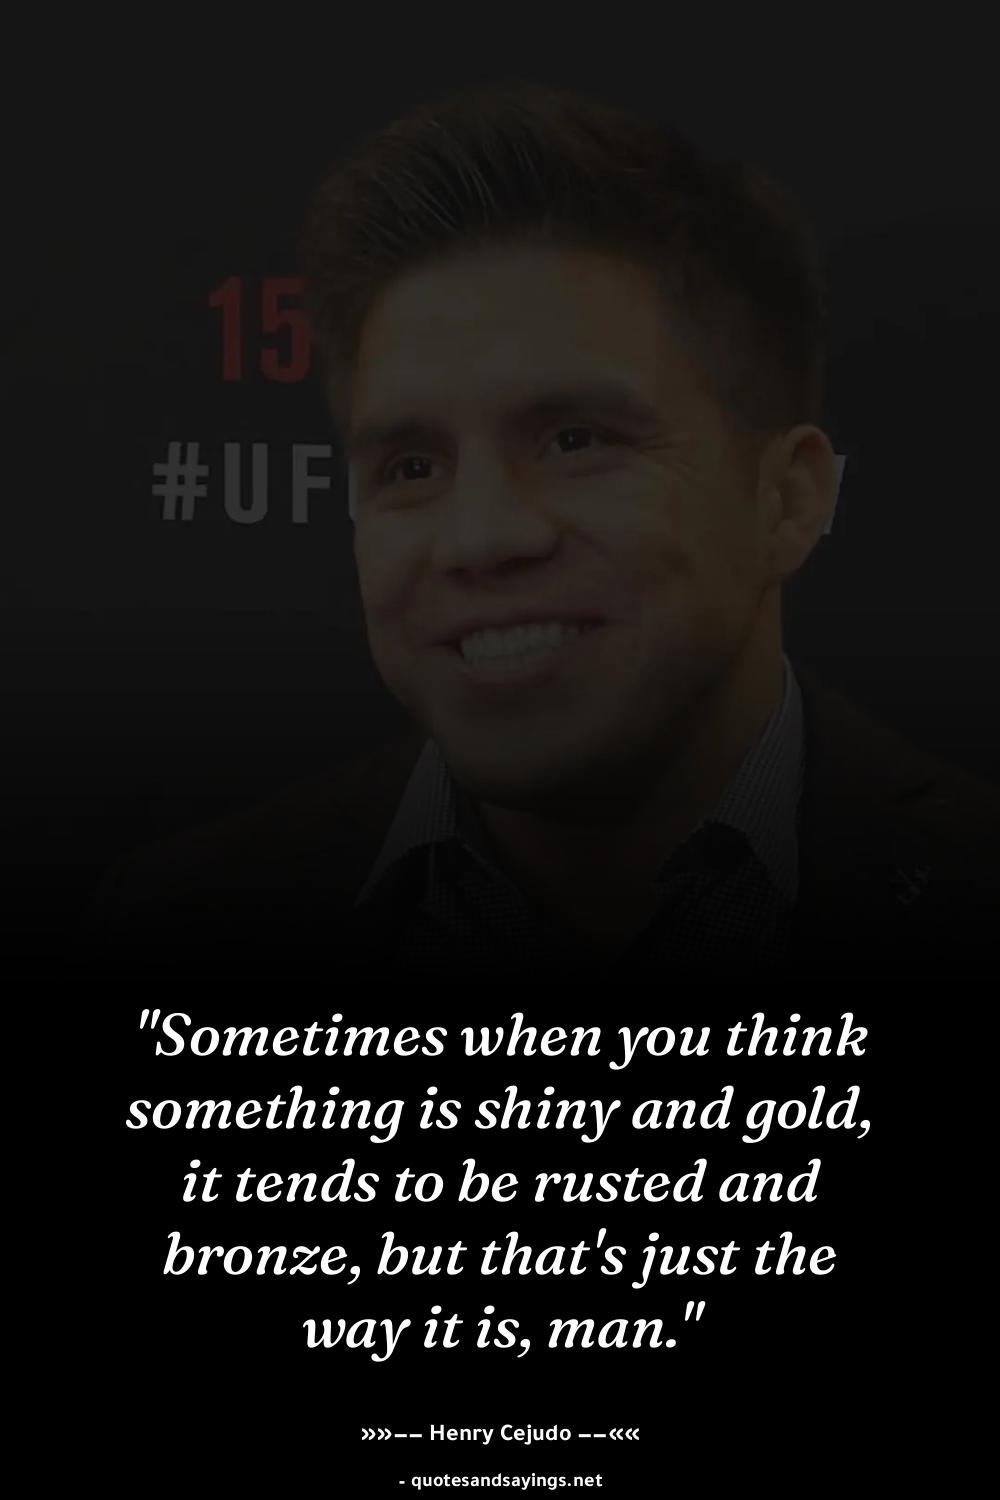 15
#UF
"Sometimes when you think
something is shiny and gold,
it tends to be rusted and
bronze, but that's just the
way it is, man."
»»−− Henry Cejudo −−««
- quotesandsayings.net